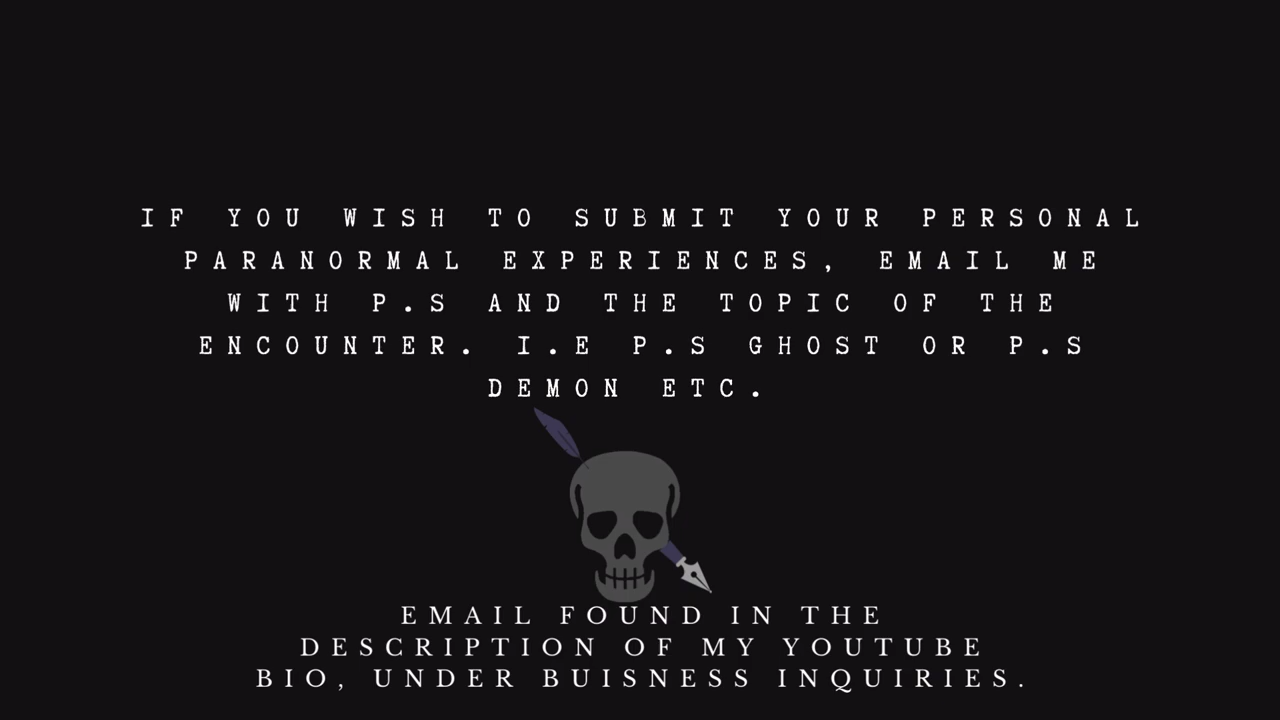 IF YOU WISH TO SUBMIT YOUR PERSONAL
PARANORMAL EXPERIENCES, EMAIL ME
WITH P.S AND THE TOPIC OF THE
ENCOUNTER. I.E P.S GHOST OR P.S
DEMON ETC.
EMAIL FOUND IN THE
DESCRIPTION OF MY YOUTUBE
BIO, UNDER BUISNESS INQUIRIES.